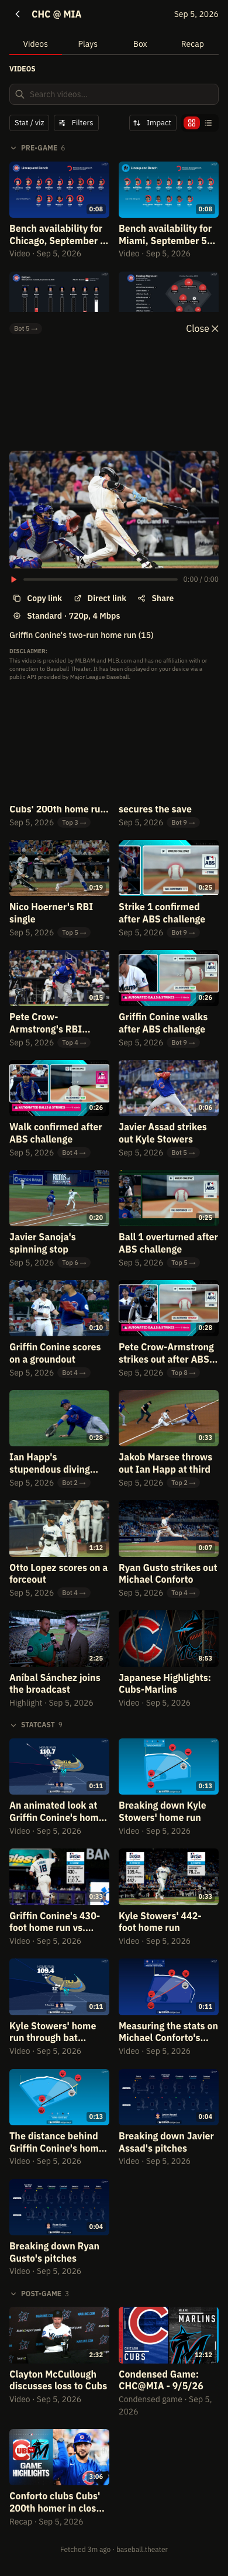 CHC @ MIA
Sep 5, 2026
Videos
Plays
Box
Recap
VIDEOS
Search videos...
Stat / viz
Filters
Impact
PRE-GAME 6
0:08
0:08
Bench availability for
Chicago, September ...
Video · Sep 5, 2026
Bench availability for
Miami, September 5...
Video · Sep 5, 2026
Bot 5 →
Close ×
0:00 / 0:00
Copy link
Direct link
Share
Standard · 720p, 4 Mbps
Griffin Conine's two-run home run (15)
DISCLAIMER:
This video is provided by MLBAM and MLB.com and has no affiliation with or
connection to Baseball Theater. It has been displayed on your device via a
public API provided by Major League Baseball.
Cubs' 200th home ru...
Sep 5, 2026 Top 3 →
secures the save
Sep 5, 2026 Bot 9 →
0:19
0:25
Nico Hoerner's RBI
single
Sep 5, 2026 Top 5 →
Strike 1 confirmed
after ABS challenge
Sep 5, 2026 Bot 9 →
0:15
0:26
Pete Crow-
Armstrong's RBI...
Sep 5, 2026 Top 4 →
Griffin Conine walks
after ABS challenge
Sep 5, 2026 Bot 9 →
0:26
0:06
Walk confirmed after
ABS challenge
Sep 5, 2026 Bot 4 →
Javier Assad strikes
out Kyle Stowers
Sep 5, 2026 Bot 5 →
0:20
0:25
Javier Sanoja's
spinning stop
Sep 5, 2026 Top 6 →
Ball 1 overturned after
ABS challenge
Sep 5, 2026 Top 5 →
0:10
0:28
Griffin Conine scores
on a groundout
Sep 5, 2026 Bot 4 →
Pete Crow-Armstrong
strikes out after ABS...
Sep 5, 2026 Top 8 →
0:28
0:33
Ian Happ's
stupendous diving...
Sep 5, 2026 Bot 2 →
Jakob Marsee throws
out Ian Happ at third
Sep 5, 2026 Top 2 →
1:12
0:07
Otto Lopez scores on a
forceout
Sep 5, 2026 Bot 4 →
Ryan Gusto strikes out
Michael Conforto
Sep 5, 2026 Top 4 →
2:25
8:53
Aníbal Sánchez joins
the broadcast
Highlight · Sep 5, 2026
Japanese Highlights:
Cubs-Marlins
Video · Sep 5, 2026
STATCAST 9
110.7
0:11
0:13
An animated look at
Griffin Conine's hom...
Video · Sep 5, 2026
Breaking down Kyle
Stowers' home run
Video · Sep 5, 2026
0:33
0:33
Griffin Conine's 430-
foot home run vs....
Video · Sep 5, 2026
Kyle Stowers' 442-
foot home run
Video · Sep 5, 2026
109.4
0:11
0:11
Kyle Stowers' home
run through bat...
Video · Sep 5, 2026
Measuring the stats on
Michael Conforto's...
Video · Sep 5, 2026
0:13
0:04
The distance behind
Griffin Conine's hom...
Video · Sep 5, 2026
Breaking down Javier
Assad's pitches
Video · Sep 5, 2026
0:04
Breaking down Ryan
Gusto's pitches
Video · Sep 5, 2026
POST-GAME 3
2:32
MARLINS
CUBS
12:12
Clayton McCullough
discusses loss to Cubs
Video · Sep 5, 2026
Condensed Game:
CHC@MIA - 9/5/26
Condensed game · Sep 5,
2026
GAME
HIGHLIGHTS
3:06
Conforto clubs Cubs'
200th homer in clos...
Recap · Sep 5, 2026
Fetched 3m ago · baseball.theater